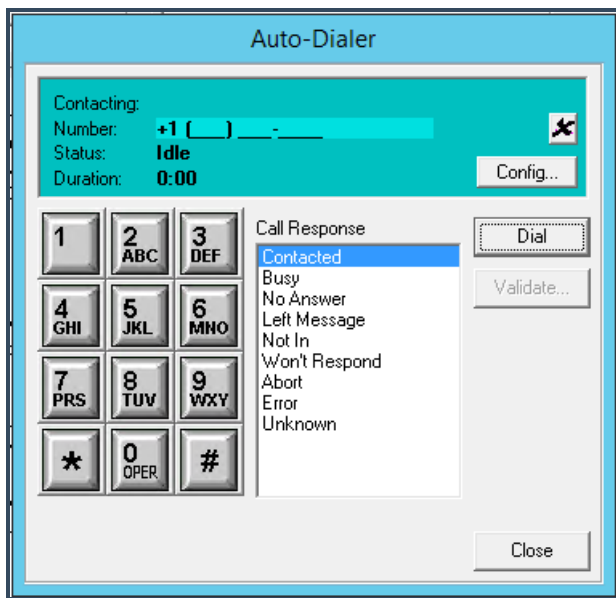 Auto-Dialer
Contacting:
Number: +1 (___) ___-____
Status: Idle
Duration: 0:00
Config...
1
2 ABC
3 DEF
4 GHI
5 JKL
6 MNO
7 PRS
8 TUV
9 WXY
*
0 OPER
#
Call Response
Contacted
Busy
No Answer
Left Message
Not In
Won't Respond
Abort
Error
Unknown
Dial
Validate...
Close